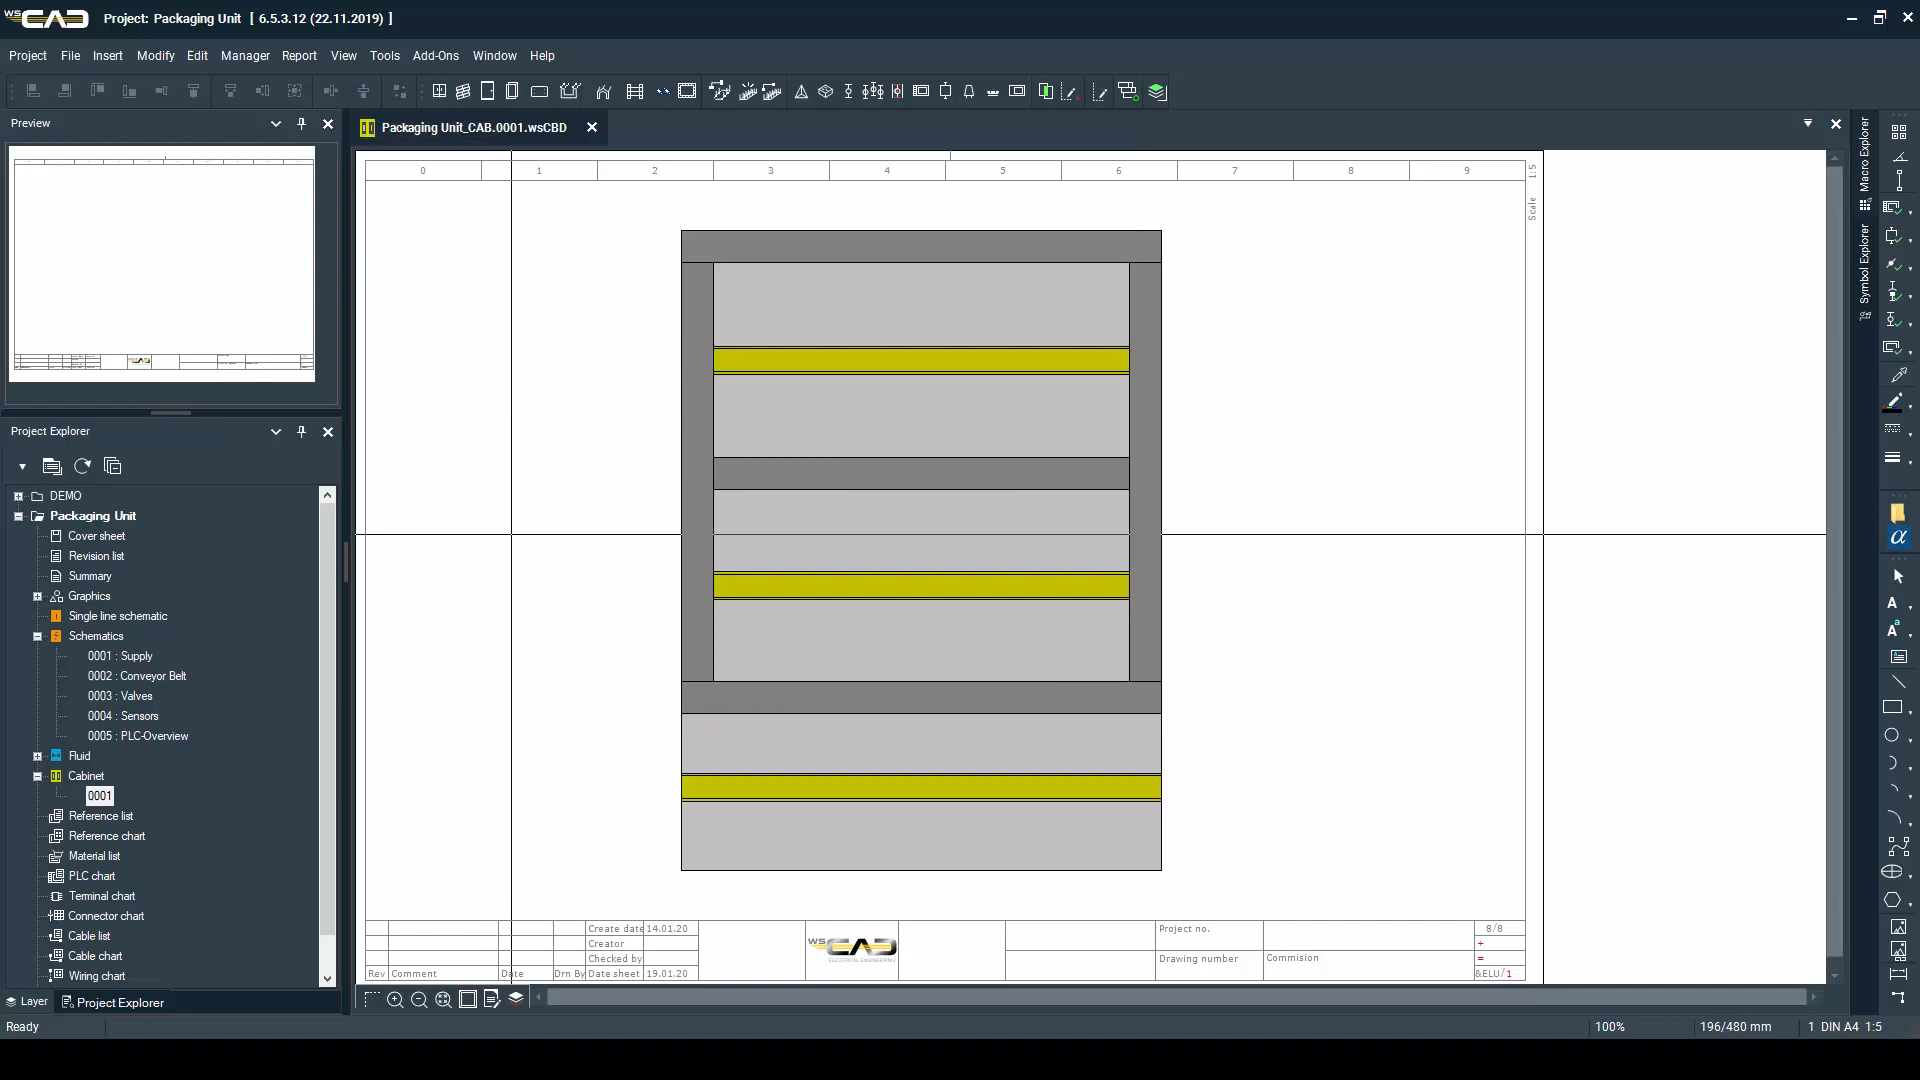 WS CAD Project: Packaging Unit [ 6.5.3.12 (22.11.2019) ]
Project File Insert Modify Edit Manager Report View Tools Add-Ons Window Help
Preview
Packaging Unit_CAB.0001.wsCBD
0 1 2 3 4 5 6 7 8 9
Scale 1:5
Macro Explorer
Symbol Explorer
Project Explorer
DEMO
Packaging Unit
Cover sheet
Revision list
Summary
Graphics
Single line schematic
Schematics
0001 : Supply
0002 : Conveyor Belt
0003 : Valves
0004 : Sensors
0005 : PLC-Overview
Fluid
Cabinet
0001
Reference list
Reference chart
Material list
PLC chart
Terminal chart
Connector chart
Cable list
Cable chart
Wiring chart
Create date 14.01.20
Creator
Checked by
Rev Comment Date Drn By Date sheet 19.01.20
WS CAD
ELECTRICAL ENGINEERING
Project no.
Drawing number Commision
8/8
+
=
&ELU/1
Layer Project Explorer
Ready 100% 196/480 mm 1 DIN A4 1:5